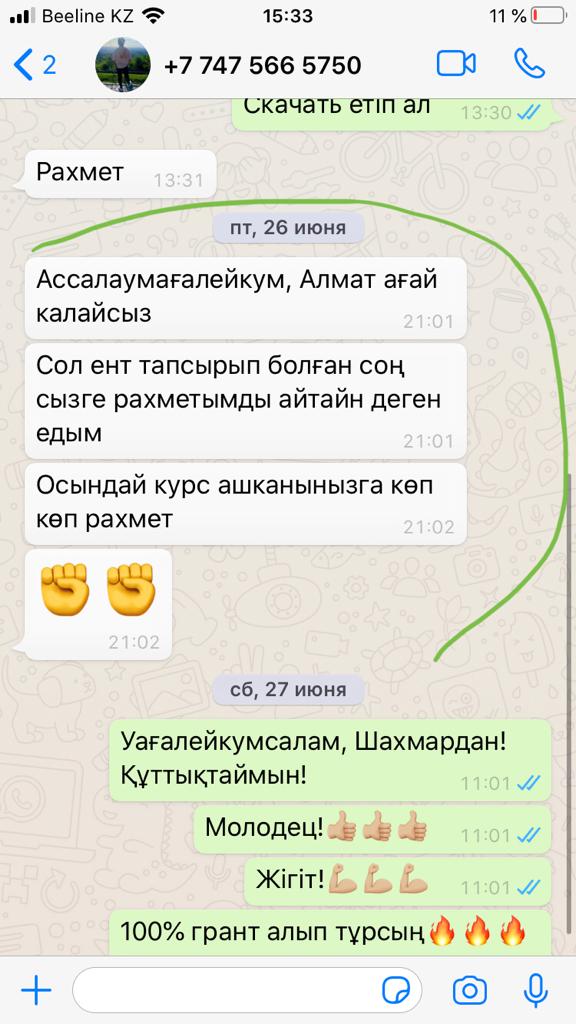 Beeline KZ 15:33 11 %
2 +7 747 566 5750
Скачать етіп ал 13:30
Рахмет 13:31
пт, 26 июня
Ассалаумағалейкум, Алмат ағай
калайсыз
21:01
Сол ент тапсырып болған соң
сызге рахметымды айтайн деген
едым
21:01
Осындай курс ашканынызга көп
көп рахмет
21:02
21:02
сб, 27 июня
Уағалейкумсалам, Шахмардан!
Құттықтаймын!
11:01
Молодец! 11:01
Жігіт! 11:01
100% грант алып тұрсың